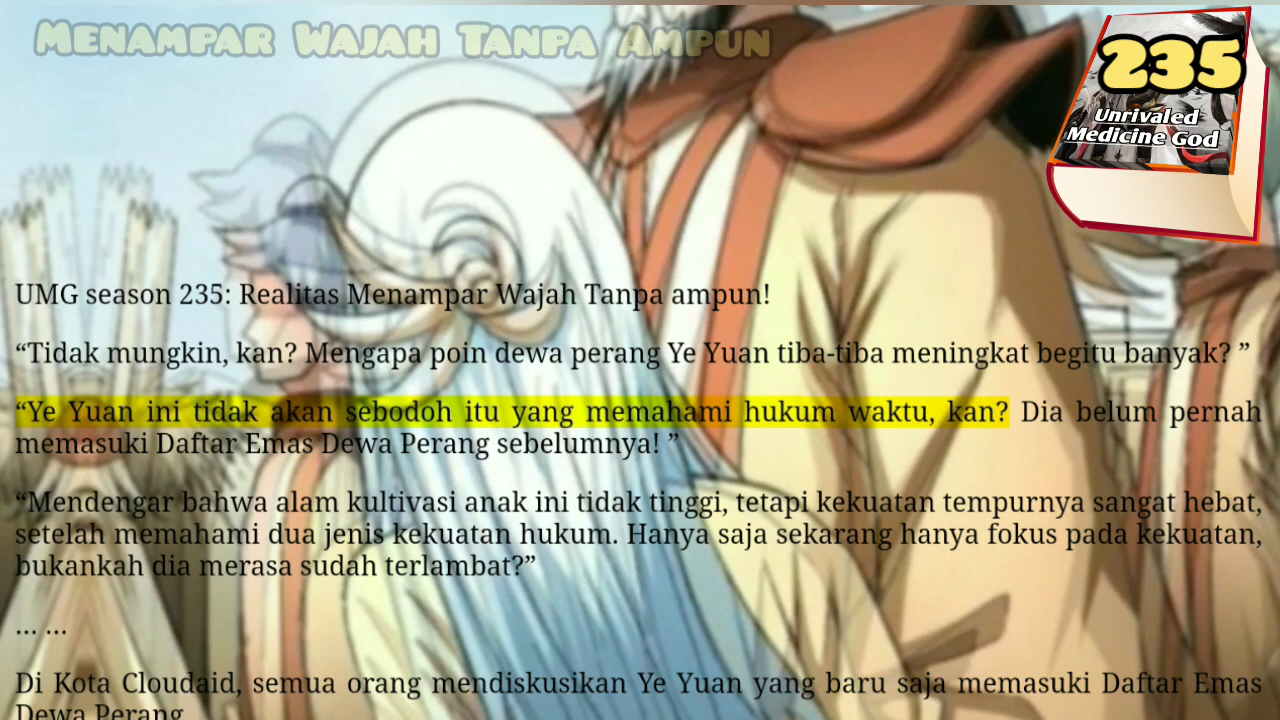 Menampar Wajah Tanpa Ampun
235
Unrivaled
Medicine God
UMG season 235: Realitas Menampar Wajah Tanpa ampun!
“Tidak mungkin, kan? Mengapa poin dewa perang Ye Yuan tiba-tiba meningkat begitu banyak? ”
“Ye Yuan ini tidak akan sebodoh itu yang memahami hukum waktu, kan? Dia belum pernah
memasuki Daftar Emas Dewa Perang sebelumnya! ”
“Mendengar bahwa alam kultivasi anak ini tidak tinggi, tetapi kekuatan tempurnya sangat hebat,
setelah memahami dua jenis kekuatan hukum. Hanya saja sekarang hanya fokus pada kekuatan,
bukankah dia merasa sudah terlambat?”
... ...
Di Kota Cloudaid, semua orang mendiskusikan Ye Yuan yang baru saja memasuki Daftar Emas
Dewa Perang